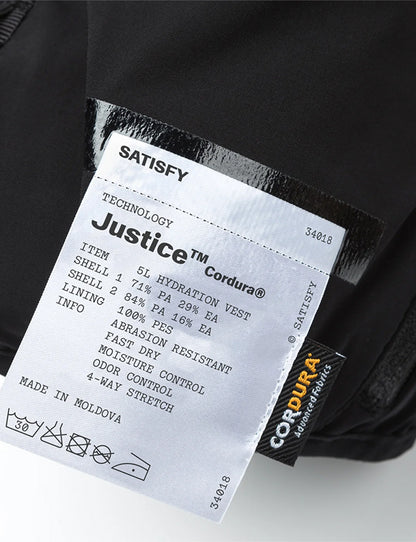 SATISFY
34018
TECHNOLOGY
Justice™ Cordura®
ITEM 5L HYDRATION VEST
SHELL 1 71% PA 29% EA
SHELL 2 84% PA 16% EA
LINING 100% PES
INFO ABRASION RESISTANT
FAST DRY
MOISTURE CONTROL
ODOR CONTROL
4-WAY STRETCH
MADE IN MOLDOVA
30
34018
© SATISFY
CORDURA®
Advanced Fabrics